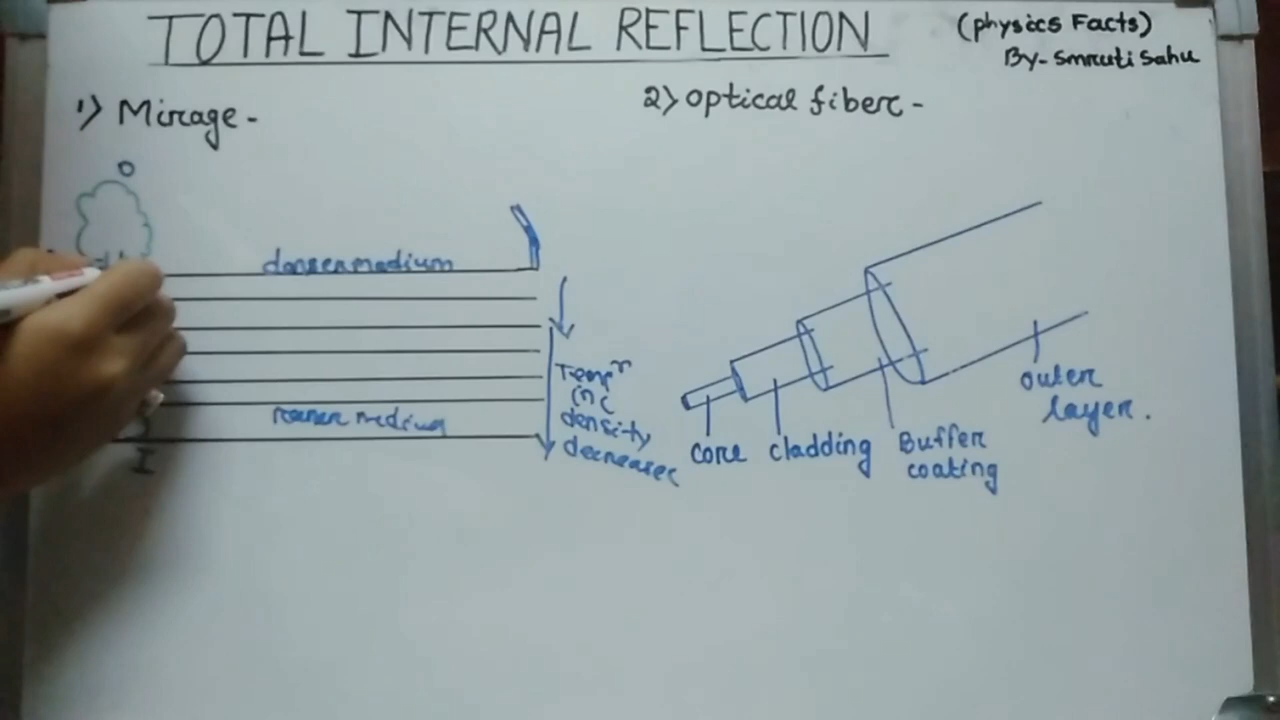 TOTAL INTERNAL REFLECTION
(physics Facts)
By- Smruti Sahu
1) Mirage -
2) Optical fiber -
O
denser medium
Tempr
inc
density
decreases
rarer medium
I
core
cladding
Buffer
coating
outer
layer.